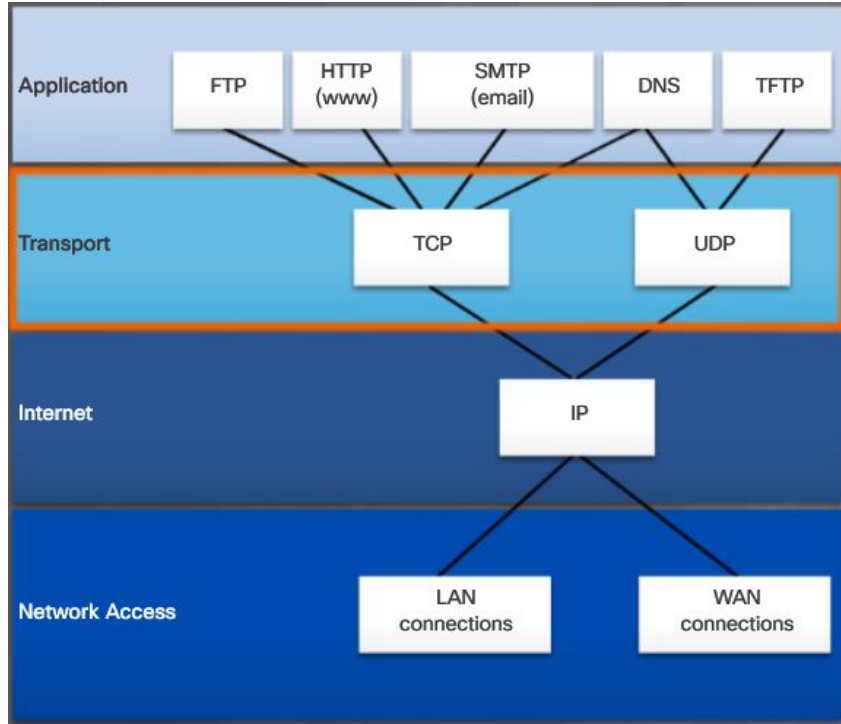 Application
FTP
HTTP
(www)
SMTP
(email)
DNS
TFTP
Transport
TCP
UDP
Internet
IP
Network Access
LAN
connections
WAN
connections